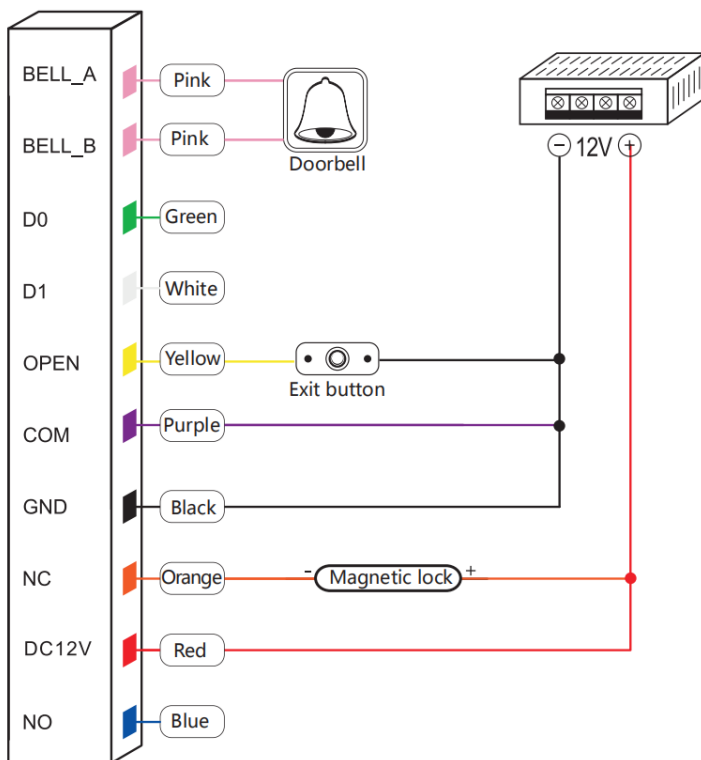 BELL_A
Pink
BELL_B
Pink
Doorbell
− 12V +
D0
Green
D1
White
OPEN
Yellow
Exit button
COM
Purple
GND
Black
NC
Orange
- Magnetic lock +
DC12V
Red
NO
Blue